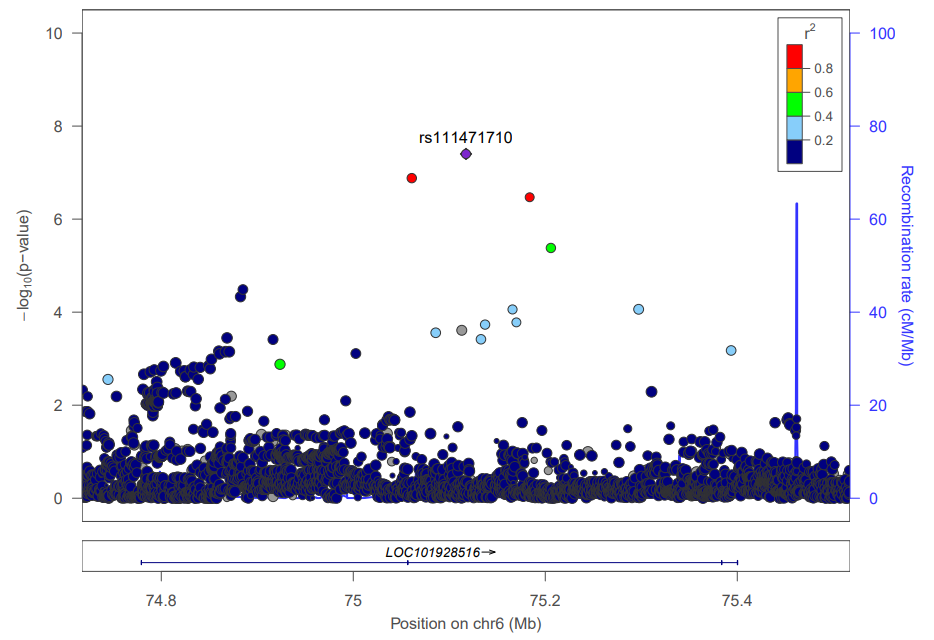 r2
0.8
0.6
0.4
0.2
rs111471710
10
8
6
4
2
0
−log10(p−value)
100
80
60
40
20
0
Recombination rate (cM/Mb)
LOC101928516→
74.8 75 75.2 75.4
Position on chr6 (Mb)